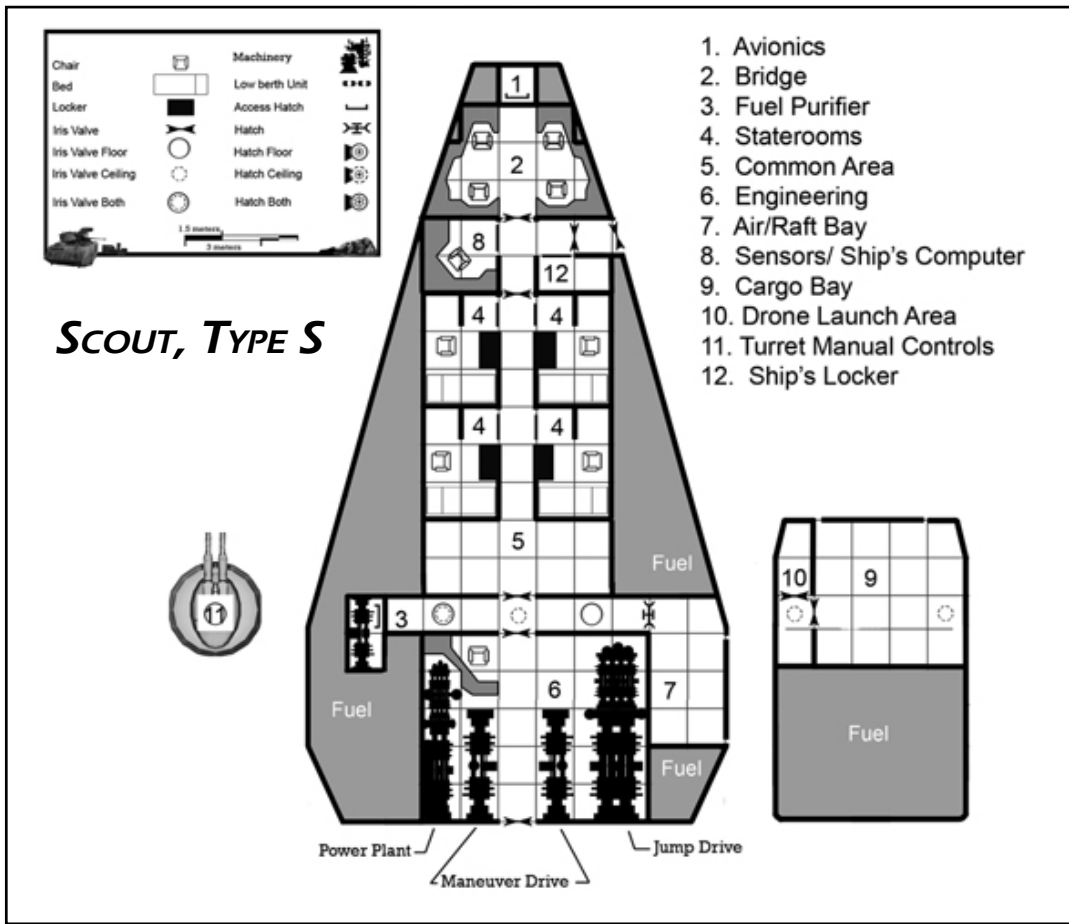 Chair
Machinery
Bed
Low berth Unit
Locker
Access Hatch
Iris Valve
Hatch
Iris Valve Floor
Hatch Floor
Iris Valve Ceiling
Hatch Ceiling
Iris Valve Both
Hatch Both
1.5 meters
3 meters
SCOUT, TYPE S
1. Avionics
2. Bridge
3. Fuel Purifier
4. Staterooms
5. Common Area
6. Engineering
7. Air/Raft Bay
8. Sensors/ Ship's Computer
9. Cargo Bay
10. Drone Launch Area
11. Turret Manual Controls
12. Ship's Locker
1
2
8
12
4
4
4
4
5
Fuel
10
9
11
3
6
7
Fuel
Fuel
Fuel
Power Plant
Maneuver Drive
Jump Drive